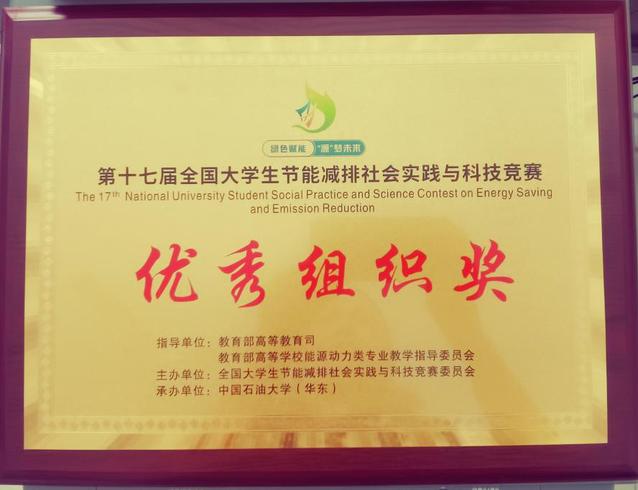 绿色赋能 "源"梦未来
第十七届全国大学生节能减排社会实践与科技竞赛
The 17th National University Student Social Practice and Science Contest on Energy Saving
and Emission Reduction
优秀组织奖
指导单位：教育部高等教育司
教育部高等学校能源动力类专业教学指导委员会
主办单位：全国大学生节能减排社会实践与科技竞赛委员会
承办单位：中国石油大学（华东）